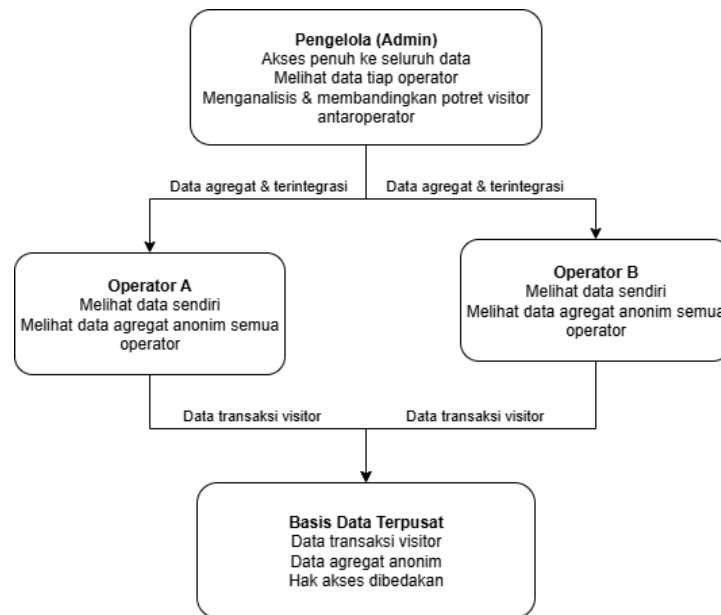 Pengelola (Admin)
Akses penuh ke seluruh data
Melihat data tiap operator
Menganalisis & membandingkan potret visitor
antaroperator
Data agregat & terintegrasi
Data agregat & terintegrasi
Operator A
Melihat data sendiri
Melihat data agregat anonim semua
operator
Operator B
Melihat data sendiri
Melihat data agregat anonim semua
operator
Data transaksi visitor
Data transaksi visitor
Basis Data Terpusat
Data transaksi visitor
Data agregat anonim
Hak akses dibedakan